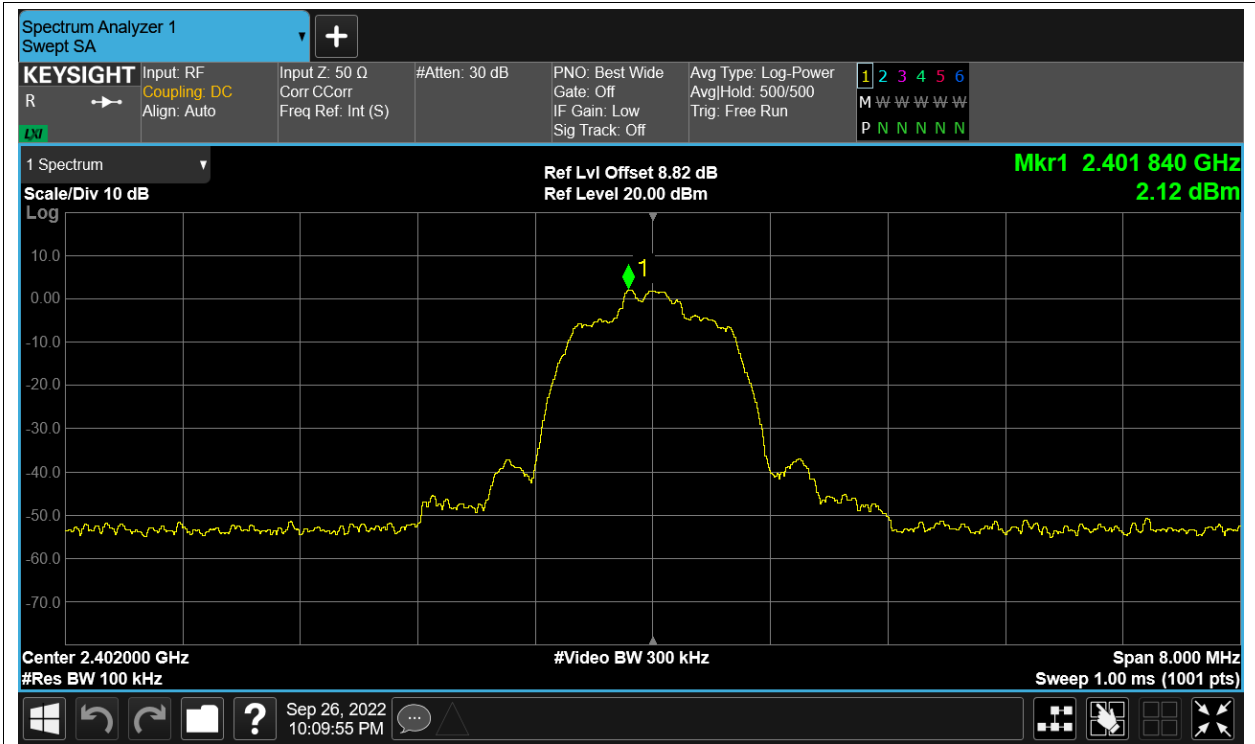 Spectrum Analyzer 1
Swept SA
+
KEYSIGHT
R
LXI
Input: RF
Coupling: DC
Align: Auto
Input Z: 50 Ω
Corr CCorr
Freq Ref: Int (S)
#Atten: 30 dB
PNO: Best Wide
Gate: Off
IF Gain: Low
Sig Track: Off
Avg Type: Log-Power
Avg|Hold: 500/500
Trig: Free Run
1 2 3 4 5 6
M W W W W W
P N N N N N
1 Spectrum
Scale/Div 10 dB
Log
Ref Lvl Offset 8.82 dB
Ref Level 20.00 dBm
Mkr1 2.401 840 GHz
2.12 dBm
1
10.0
0.00
-10.0
-20.0
-30.0
-40.0
-50.0
-60.0
-70.0
Center 2.402000 GHz
#Res BW 100 kHz
#Video BW 300 kHz
Span 8.000 MHz
Sweep 1.00 ms (1001 pts)
?
Sep 26, 2022
10:09:55 PM